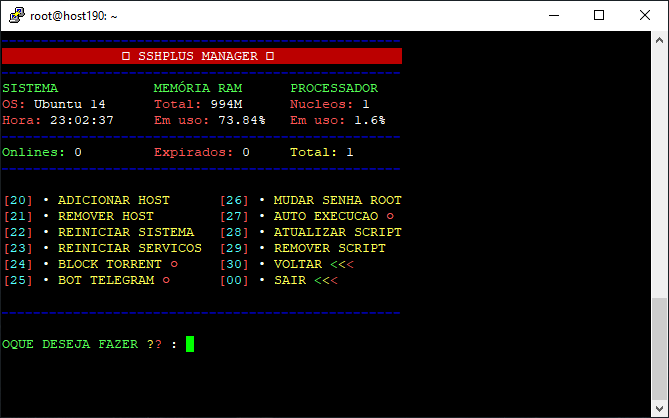 root@host190: ~
SSHPLUS MANAGER
SISTEMA MEMÓRIA RAM PROCESSADOR
OS: Ubuntu 14 Total: 994M Nucleos: 1
Hora: 23:02:37 Em uso: 73.84% Em uso: 1.6%
Onlines: 0 Expirados: 0 Total: 1
[20] • ADICIONAR HOST [26] • MUDAR SENHA ROOT
[21] • REMOVER HOST [27] • AUTO EXECUCAO ○
[22] • REINICIAR SISTEMA [28] • ATUALIZAR SCRIPT
[23] • REINICIAR SERVICOS [29] • REMOVER SCRIPT
[24] • BLOCK TORRENT ○ [30] • VOLTAR <<<
[25] • BOT TELEGRAM ○ [00] • SAIR <<<
OQUE DESEJA FAZER ?? :